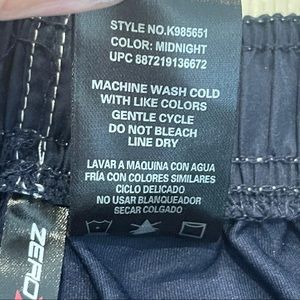 STYLE NO.K985651
COLOR: MIDNIGHT
UPC 887219136672
MACHINE WASH COLD
WITH LIKE COLORS
GENTLE CYCLE
DO NOT BLEACH
LINE DRY
LAVAR A MAQUINA CON AGUA
FRÍA CON COLORES SIMILARES
CICLO DELICADO
NO USAR BLANQUEADOR
SECAR COLGADO
ZERO